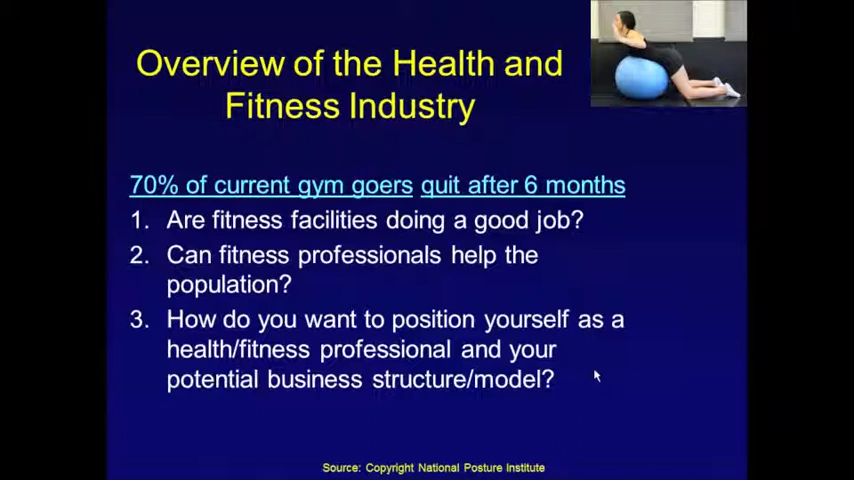 Overview of the Health and
Fitness Industry
70% of current gym goers quit after 6 months
1. Are fitness facilities doing a good job?
2. Can fitness professionals help the
population?
3. How do you want to position yourself as a
health/fitness professional and your
potential business structure/model?
Source: Copyright National Posture Institute